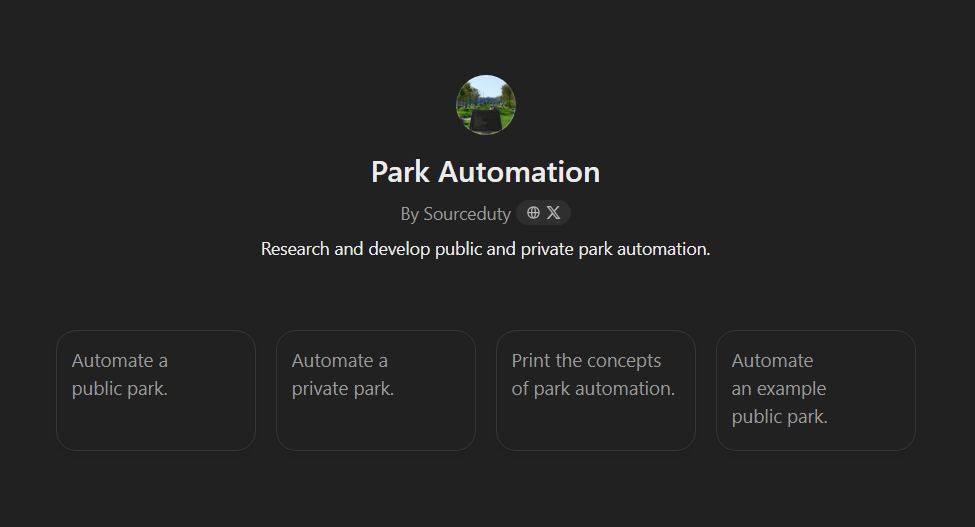 Park Automation
By Sourceduty
Research and develop public and private park automation.
Automate a
public park.
Automate a
private park.
Print the concepts
of park automation.
Automate
an example
public park.